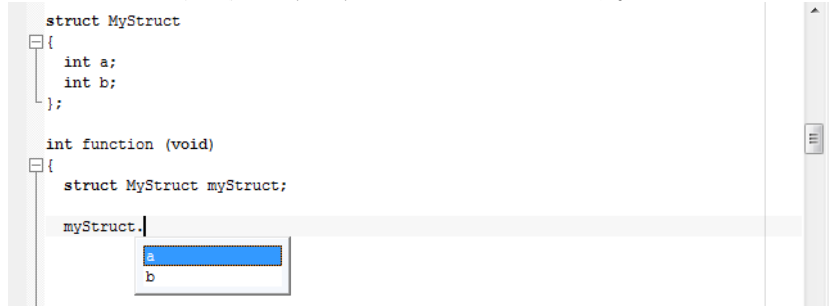 struct MyStruct
{
int a;
int b;
};
int function (void)
{
struct MyStruct myStruct;
myStruct.
a
b